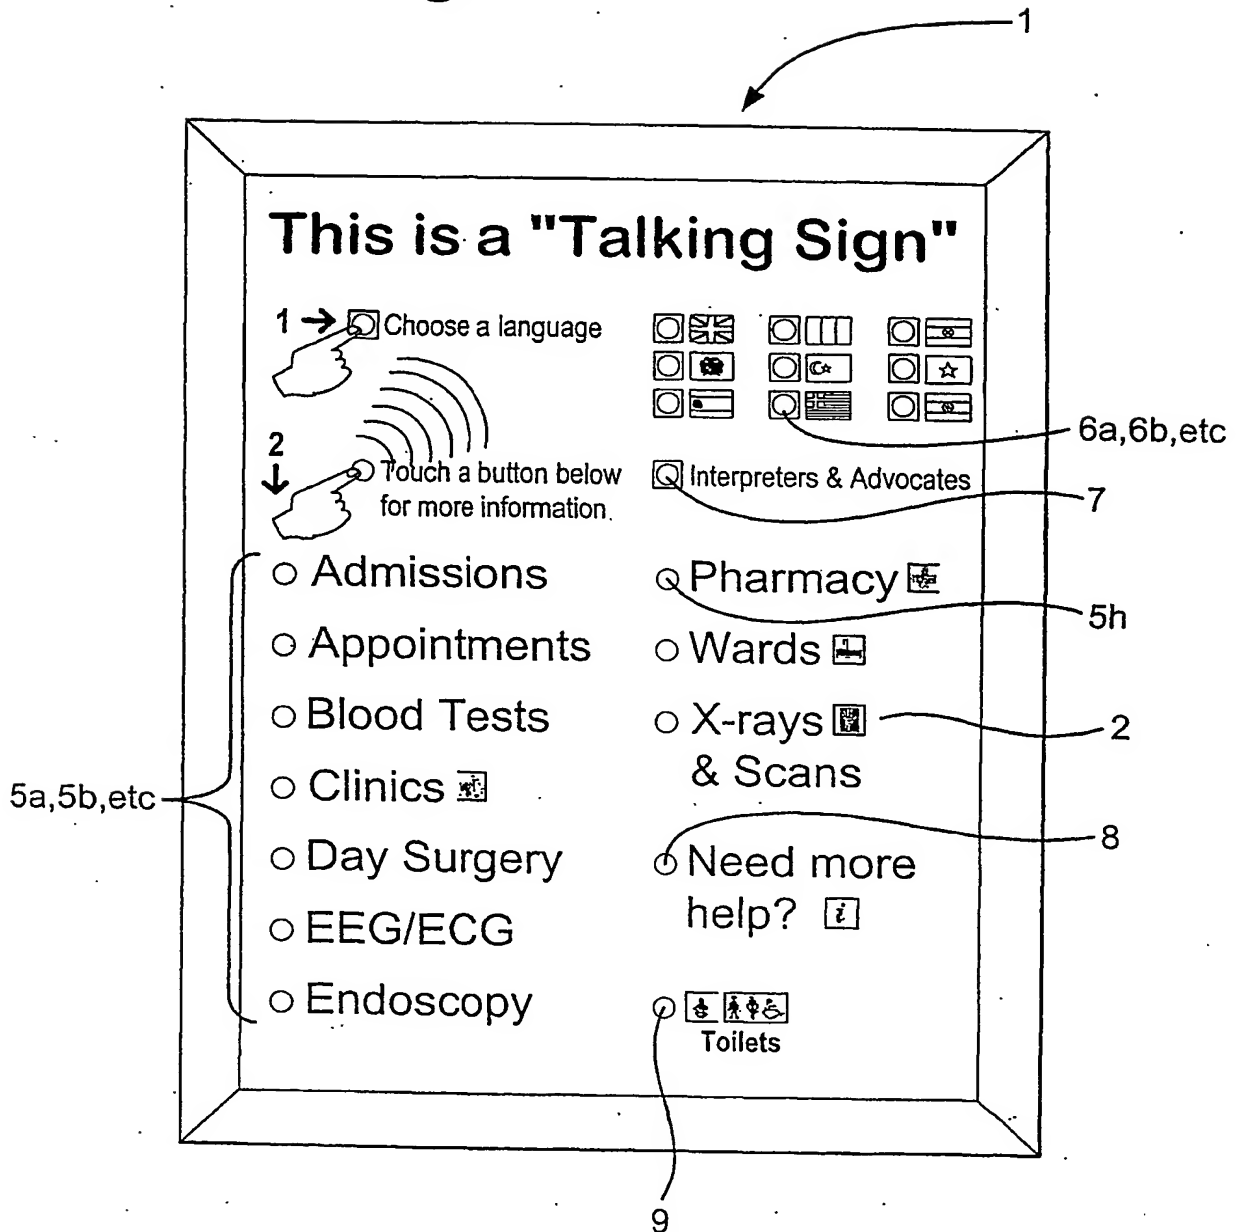 1
This is a "Talking Sign"
1 → Choose a language
6a,6b,etc
2
↓
Touch a button below
for more information.
Interpreters & Advocates
7
Admissions
Pharmacy
5h
Appointments
Wards
Blood Tests
X-rays
& Scans
2
5a,5b,etc
Clinics
Day Surgery
Need more
help? i
8
EEG/ECG
Endoscopy
Toilets
9